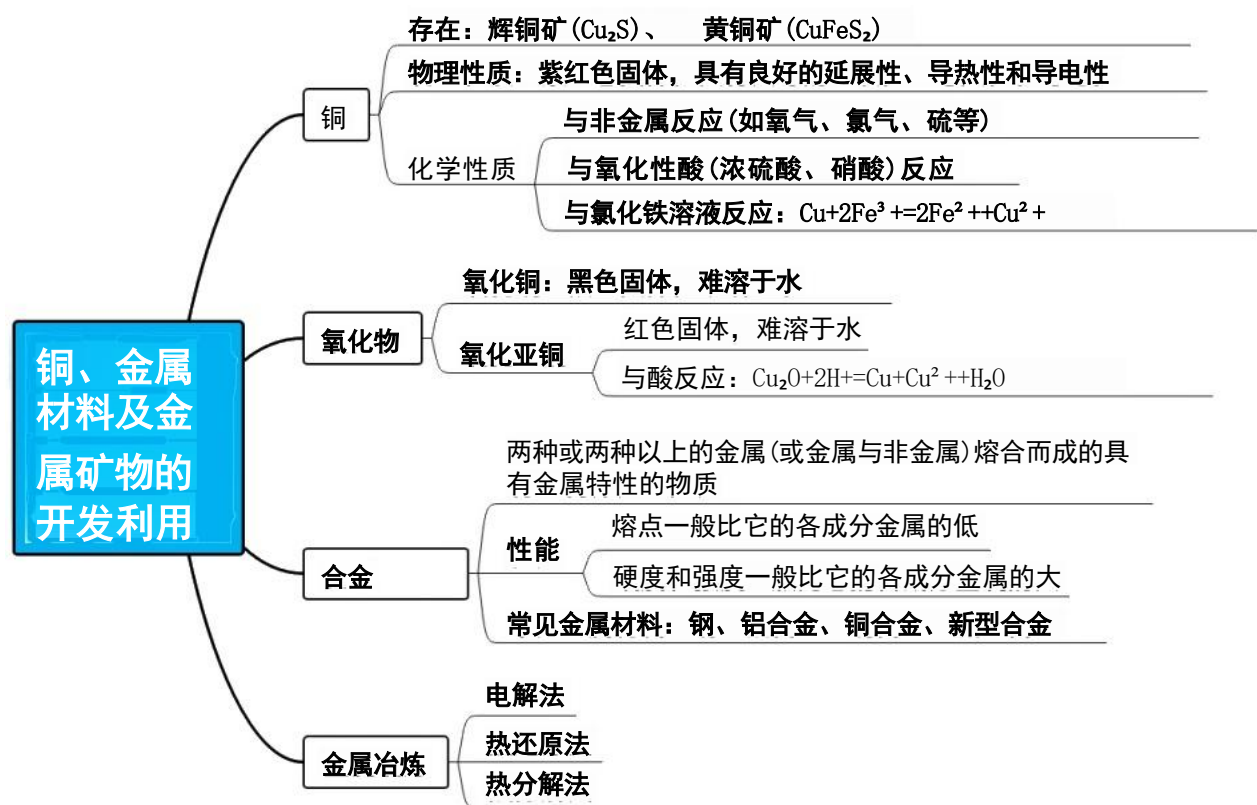 存在：辉铜矿(Cu₂S)、 黄铜矿(CuFeS₂)
物理性质：紫红色固体，具有良好的延展性、导热性和导电性
铜
化学性质
与非金属反应(如氧气、氯气、硫等)
与氧化性酸(浓硫酸、硝酸)反应
与氯化铁溶液反应：Cu+2Fe³+=2Fe²++Cu²+
铜、金属
材料及金
属矿物的
开发利用
氧化物
氧化铜：黑色固体，难溶于水
氧化亚铜
红色固体，难溶于水
与酸反应：Cu₂O+2H+=Cu+Cu²++H₂O
合金
两种或两种以上的金属(或金属与非金属)熔合而成的具
有金属特性的物质
性能
熔点一般比它的各成分金属的低
硬度和强度一般比它的各成分金属的大
常见金属材料：钢、铝合金、铜合金、新型合金
金属冶炼
电解法
热还原法
热分解法